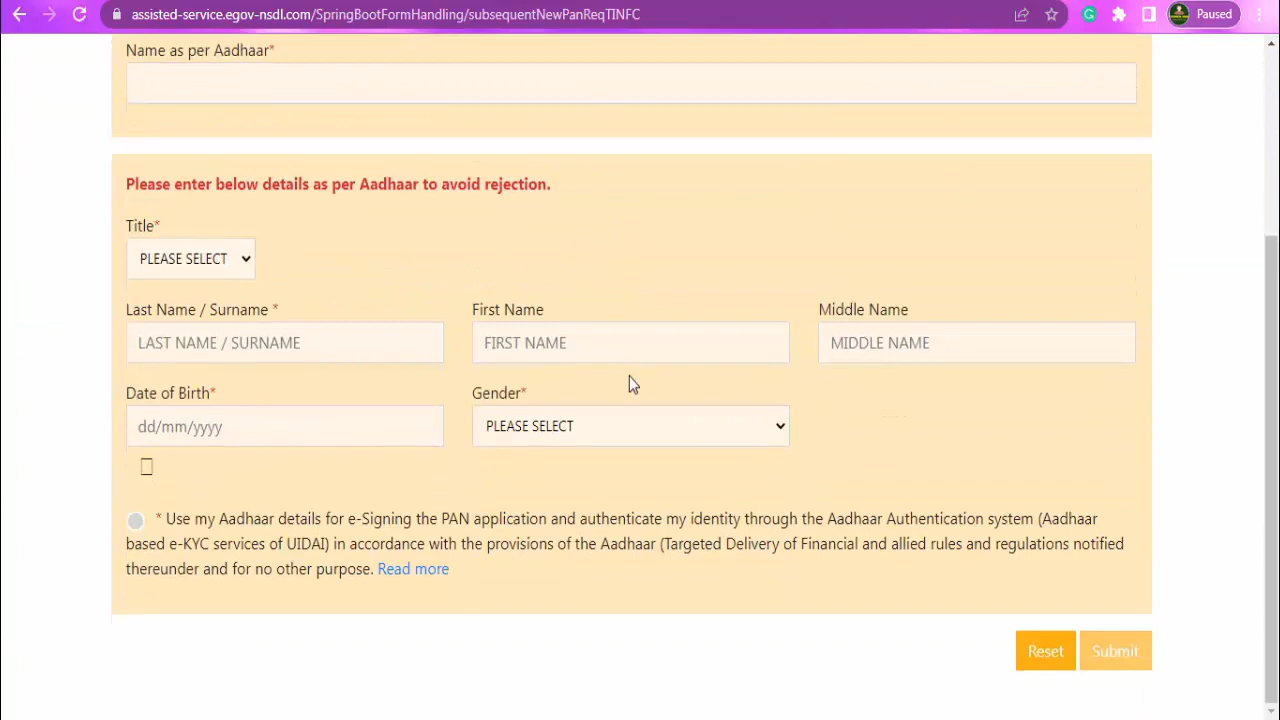 assisted-service.egov-nsdl.com/SpringBootFormHandling/subsequentNewPanReqTINFC
Paused
Name as per Aadhaar*
Please enter below details as per Aadhaar to avoid rejection.
Title*
PLEASE SELECT
Last Name / Surname * First Name Middle Name
LAST NAME / SURNAME FIRST NAME MIDDLE NAME
Date of Birth* Gender*
dd/mm/yyyy PLEASE SELECT
* Use my Aadhaar details for e-Signing the PAN application and authenticate my identity through the Aadhaar Authentication system (Aadhaar
based e-KYC services of UIDAI) in accordance with the provisions of the Aadhaar (Targeted Delivery of Financial and allied rules and regulations notified
thereunder and for no other purpose. Read more
Reset Submit